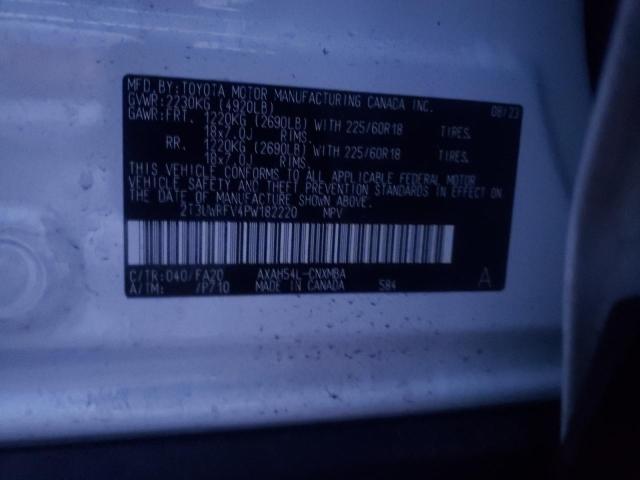 MFD. BY: TOYOTA MOTOR MANUFACTURING CANADA INC. 08/23
GVWR: 2230KG (4920LB)
GAWR: FRT. 1220KG (2690LB) WITH 225/60R18 TIRES,
18x7.0J RIMS,
RR. 1220KG (2690LB) WITH 225/60R18 TIRES,
18x7.0J RIMS,
THIS VEHICLE CONFORMS TO ALL APPLICABLE FEDERAL MOTOR
VEHICLE SAFETY AND THEFT PREVENTION STANDARDS IN EFFECT ON
THE DATE OF MANUFACTURE SHOWN ABOVE.
2T3LWRFV4PW182220 MPV
C/TR: 040/FA20 AXAH54L-CNXMBA
A/TM: /P710 MADE IN CANADA 584 A